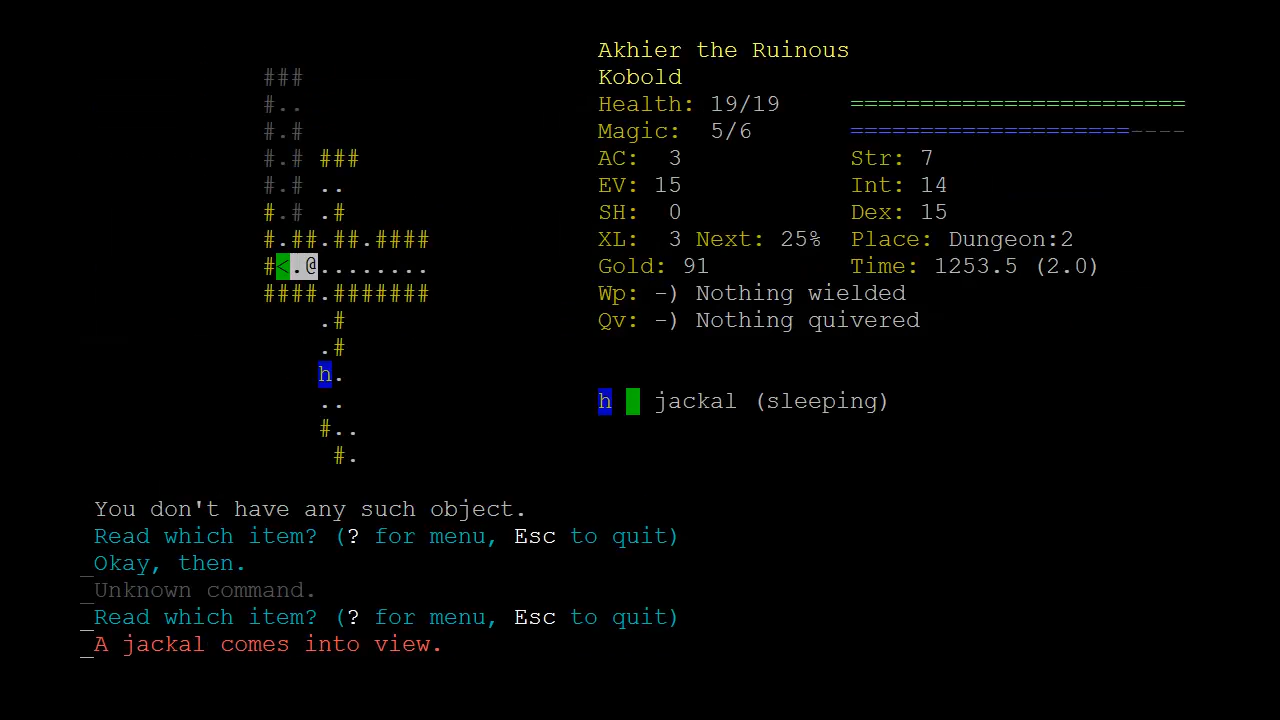 Akhier the Ruinous
### Kobold
#.. Health: 19/19 ========================
#.# Magic: 5/6 ====================----
#.# ### AC: 3 Str: 7
#.# .. EV: 15 Int: 14
#.# .# SH: 0 Dex: 15
#.##.##.#### XL: 3 Next: 25% Place: Dungeon:2
#<.@........ Gold: 91 Time: 1253.5 (2.0)
####.####### Wp: -) Nothing wielded
.# Qv: -) Nothing quivered
.#
h.
.. h jackal (sleeping)
#..
#.
You don't have any such object.
Read which item? (? for menu, Esc to quit)
Okay, then.
_Unknown command.
_Read which item? (? for menu, Esc to quit)
_A jackal comes into view.
_